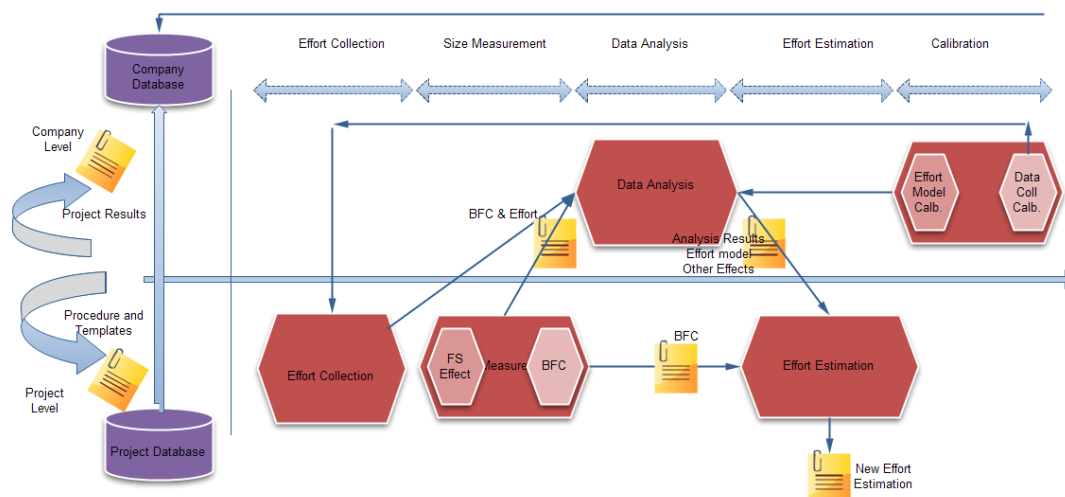 Effort Collection
Size Measurement
Data Analysis
Effort Estimation
Calibration
Company
Database
Company
Level
Project Results
Procedure and
Templates
Project
Level
Project Database
Data Analysis
Effort
Model
Calb.
Data
Coll
Calb.
BFC & Effort
Analysis Results
Effort model
Other Effects
Effort Collection
FS
Effect
Measure
BFC
BFC
Effort Estimation
New Effort
Estimation